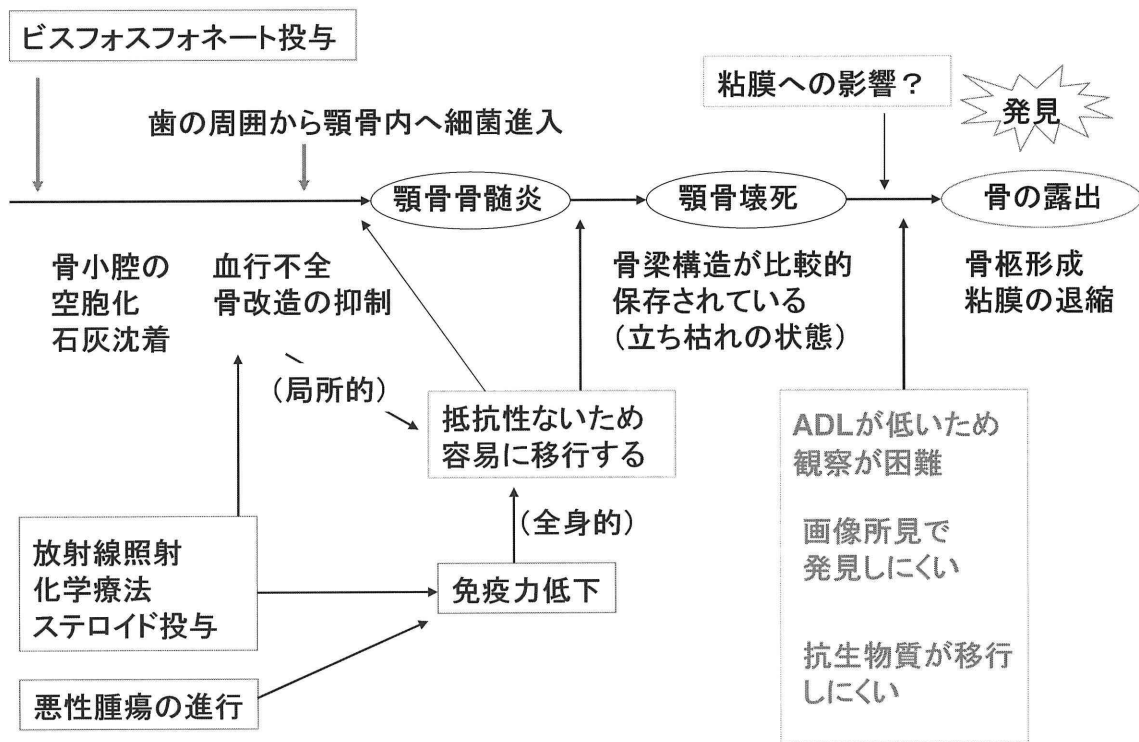 ビスフォスフォネート投与
粘膜への影響？
発見
歯の周囲から顎骨内へ細菌進入
顎骨骨髄炎
顎骨壊死
骨の露出
骨小腔の
空胞化
石灰沈着
血行不全
骨改造の抑制
骨梁構造が比較的
保存されている
（立ち枯れの状態）
骨柩形成
粘膜の退縮
（局所的）
抵抗性ないため
容易に移行する
ADLが低いため
観察が困難
画像所見で
発見しにくい
抗生物質が移行
しにくい
（全身的）
放射線照射
化学療法
ステロイド投与
免疫力低下
悪性腫瘍の進行